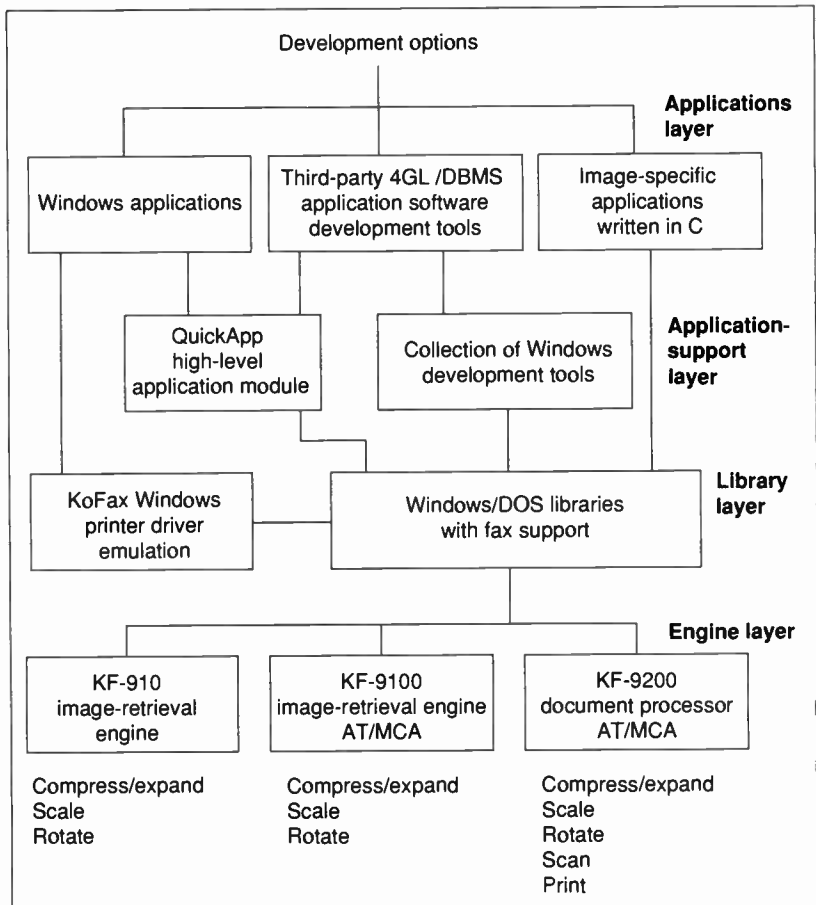 Development options
Applications
layer
Windows applications
Third-party 4GL /DBMS
application software
development tools
Image-specific
applications
written in C
QuickApp
high-level
application module
Collection of Windows
development tools
Application-
support
layer
KoFax Windows
printer driver
emulation
Windows/DOS libraries
with fax support
Library
layer
Engine layer
KF-910
image-retrieval
engine
KF-9100
image-retrieval engine
AT/MCA
KF-9200
document processor
AT/MCA
Compress/expand
Scale
Rotate
Compress/expand
Scale
Rotate
Compress/expand
Scale
Rotate
Scan
Print